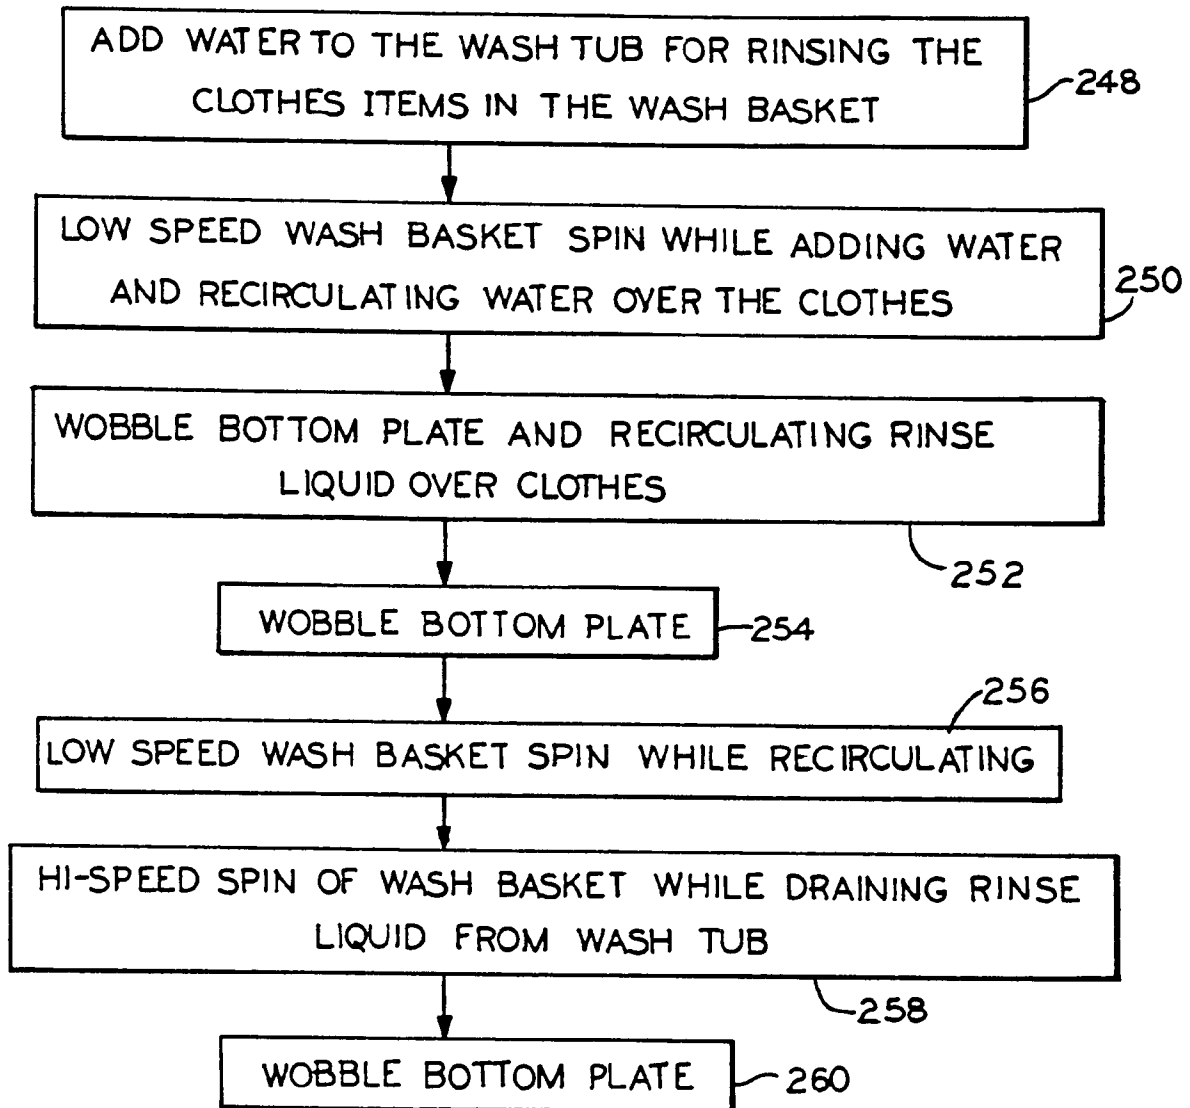 ADD WATER TO THE WASH TUB FOR RINSING THE
CLOTHES ITEMS IN THE WASH BASKET
248
LOW SPEED WASH BASKET SPIN WHILE ADDING WATER
AND RECIRCULATING WATER OVER THE CLOTHES
250
WOBBLE BOTTOM PLATE AND RECIRCULATING RINSE
LIQUID OVER CLOTHES
252
WOBBLE BOTTOM PLATE
254
256
LOW SPEED WASH BASKET SPIN WHILE RECIRCULATING
HI-SPEED SPIN OF WASH BASKET WHILE DRAINING RINSE
LIQUID FROM WASH TUB
258
WOBBLE BOTTOM PLATE
260